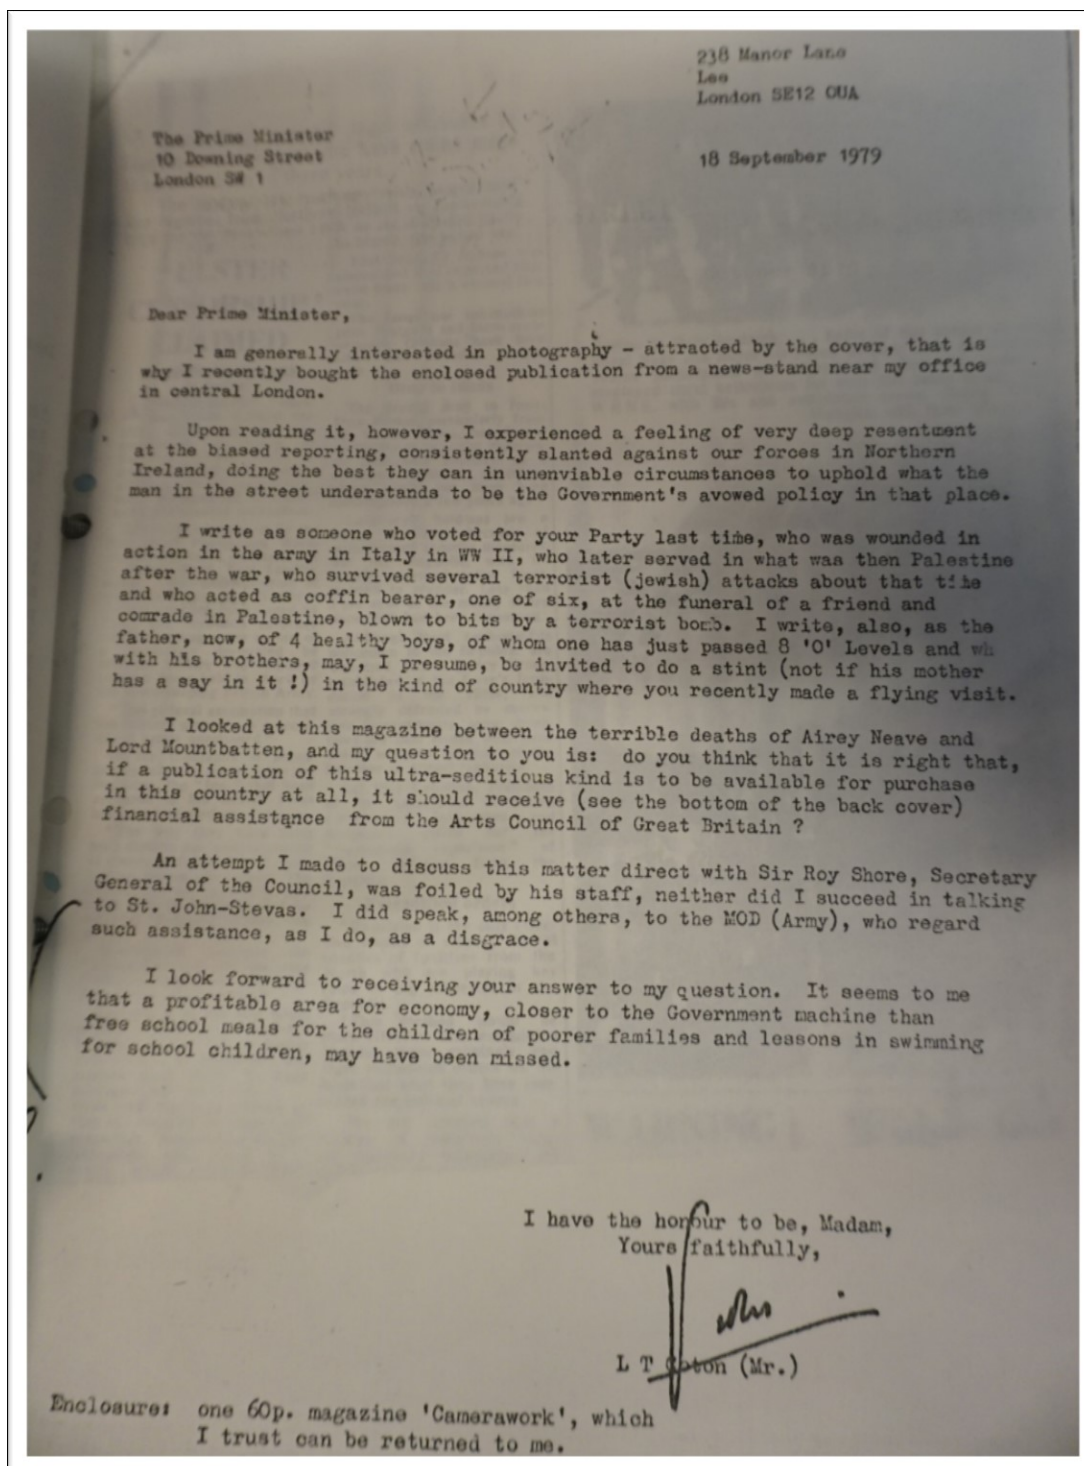 238 Manor Lane
Lee
London SE12 0UA
The Prime Minister
10 Downing Street
London SW 1
18 September 1979
Dear Prime Minister,
I am generally interested in photography - attracted by the cover, that is
why I recently bought the enclosed publication from a news-stand near my office
in central London.
Upon reading it, however, I experienced a feeling of very deep resentment
at the biased reporting, consistently slanted against our forces in Northern
Ireland, doing the best they can in unenviable circumstances to uphold what the
man in the street understands to be the Government's avowed policy in that place.
I write as someone who voted for your Party last time, who was wounded in
action in the army in Italy in WW II, who later served in what was then Palestine
after the war, who survived several terrorist (jewish) attacks about that time
and who acted as coffin bearer, one of six, at the funeral of a friend and
comrade in Palestine, blown to bits by a terrorist bomb. I write, also, as the
father, now, of 4 healthy boys, of whom one has just passed 8 'O' Levels and
with his brothers, may, I presume, be invited to do a stint (not if his mother
has a say in it !) in the kind of country where you recently made a flying visit.
I looked at this magazine between the terrible deaths of Airey Neave and
Lord Mountbatten, and my question to you is: do you think that it is right that,
if a publication of this ultra-seditious kind is to be available for purchase
in this country at all, it should receive (see the bottom of the back cover)
financial assistance from the Arts Council of Great Britain ?
An attempt I made to discuss this matter direct with Sir Roy Shore, Secretary
General of the Council, was foiled by his staff, neither did I succeed in talking
to St. John-Stevas. I did speak, among others, to the MOD (Army), who regard
such assistance, as I do, as a disgrace.
I look forward to receiving your answer to my question. It seems to me
that a profitable area for economy, closer to the Government machine than
free school meals for the children of poorer families and lessons in swimming
for school children, may have been missed.
I have the honour to be, Madam,
Yours faithfully,
L T (Mr.)
Enclosure: one 60p. magazine 'Camerawork', which
I trust can be returned to me.